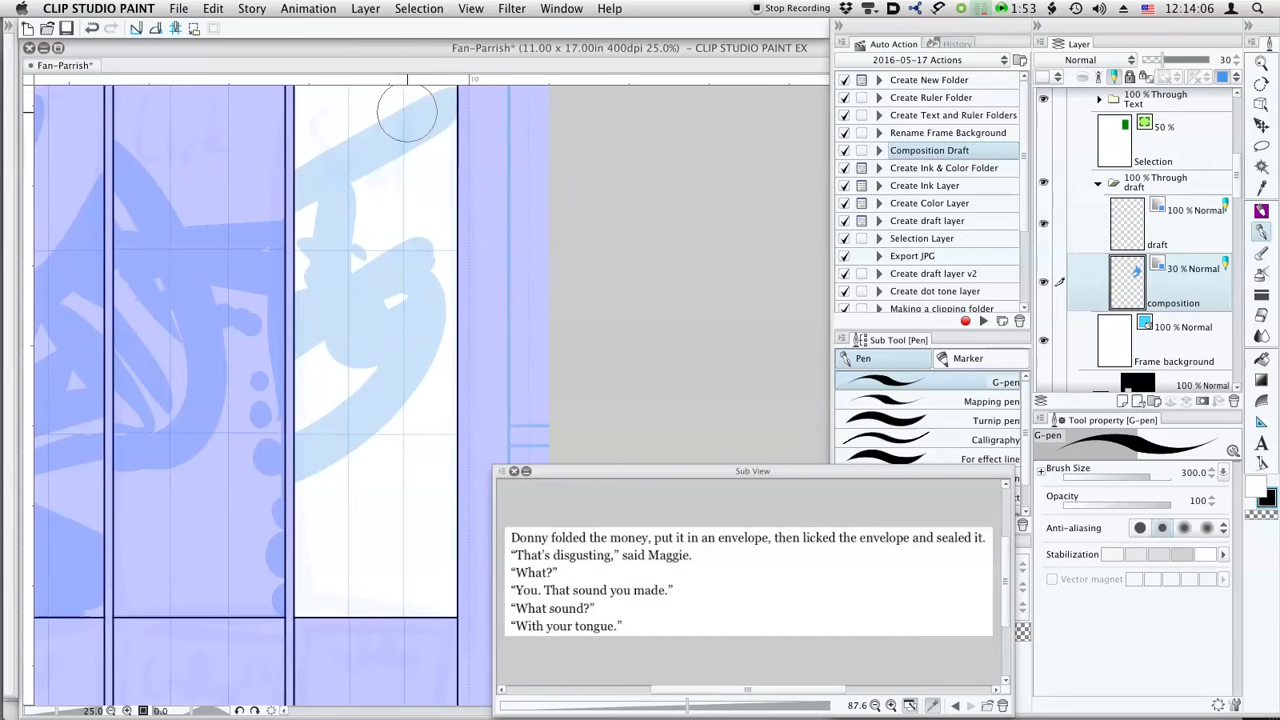 CLIP STUDIO PAINT File Edit Story Animation Layer Selection View Filter Window Help Stop Recording 1:53 12:14:06
Fan-Parrish* (11.00 x 17.00in 400dpi 25.0%) – CLIP STUDIO PAINT EX
Fan-Parrish*
10
Auto Action History
2016-05-17 Actions
Create New Folder
Create Ruler Folder
Create Text and Ruler Folders
Rename Frame Background
Composition Draft
Create Ink & Color Folder
Create Ink Layer
Create Color Layer
Create draft layer
Selection Layer
Export JPG
Create draft layer v2
Create dot tone layer
Making a clipping folder
Sub Tool [Pen]
Pen Marker
G-pen
Mapping pen
Turnip pen
Calligraphy
For effect line
Layer
Normal 30
100 % Through
Text
50 %
Selection
100 % Through
draft
100 % Normal
draft
30 % Normal
composition
100 % Normal
Frame background
100 % Normal
Tool property [G-pen]
G-pen
Brush Size 300.0
Opacity 100
Anti-aliasing
Stabilization
Vector magnet
Sub View
Donny folded the money, put it in an envelope, then licked the envelope and sealed it.
“That’s disgusting,” said Maggie.
“What?”
“You. That sound you made.”
“What sound?”
“With your tongue.”
87.6
25.0 0.0